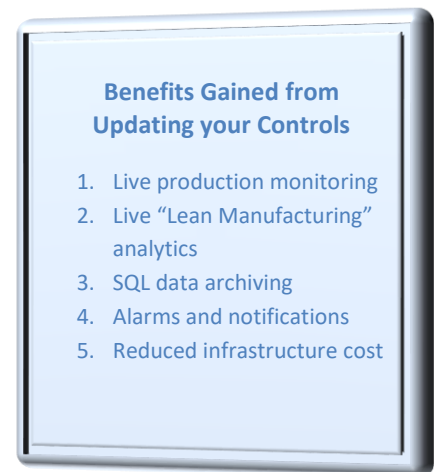 Benefits Gained from
Updating your Controls
1. Live production monitoring
2. Live “Lean Manufacturing”
analytics
3. SQL data archiving
4. Alarms and notifications
5. Reduced infrastructure cost